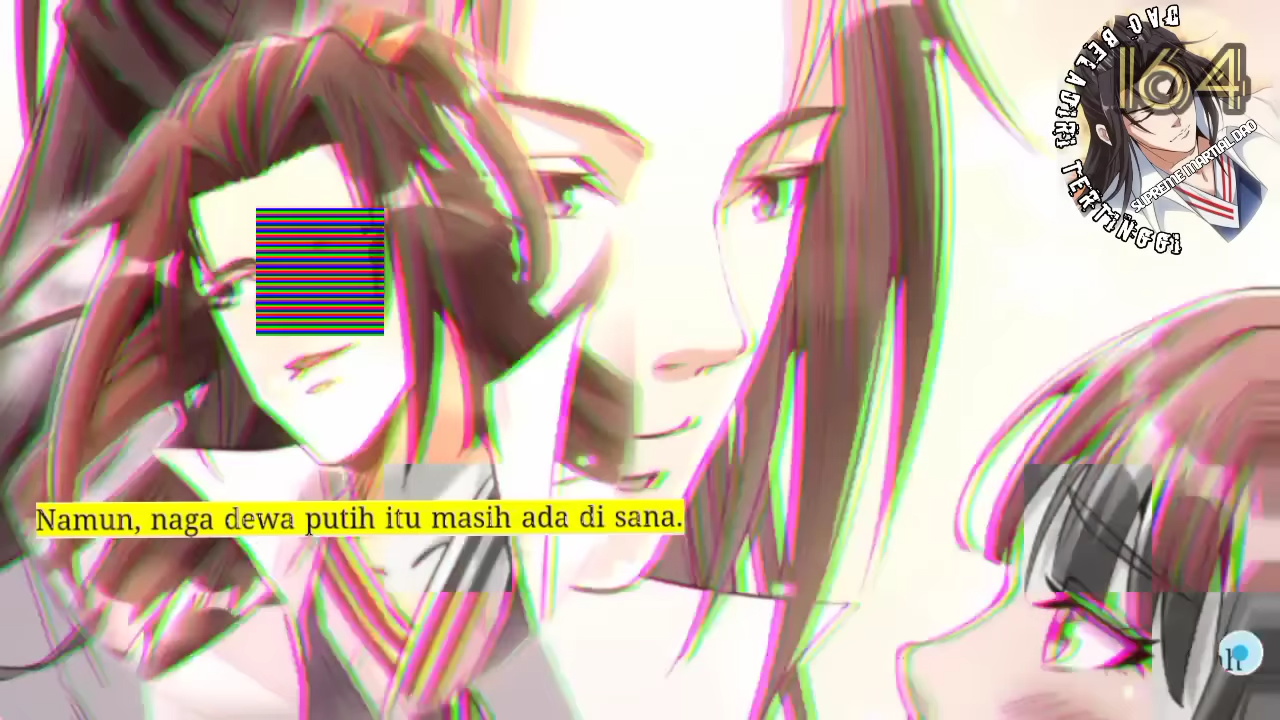 DAO BELADIRI TERTINGGI
164
SUPREME MARTIAL DAO
Namun, naga dewa putih itu masih ada di sana.